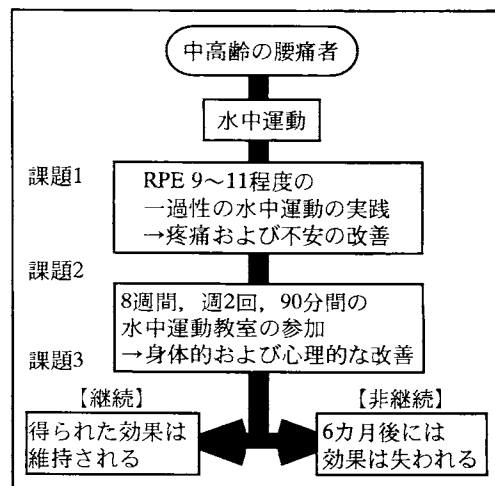 中高齢の腰痛者
水中運動
課題1
RPE 9〜11程度の
一過性の水中運動の実践
→疼痛および不安の改善
課題2
8週間，週2回，90分間の
水中運動教室の参加
→身体的および心理的な改善
課題3
【継続】
得られた効果は
維持される
【非継続】
6カ月後には
効果は失われる